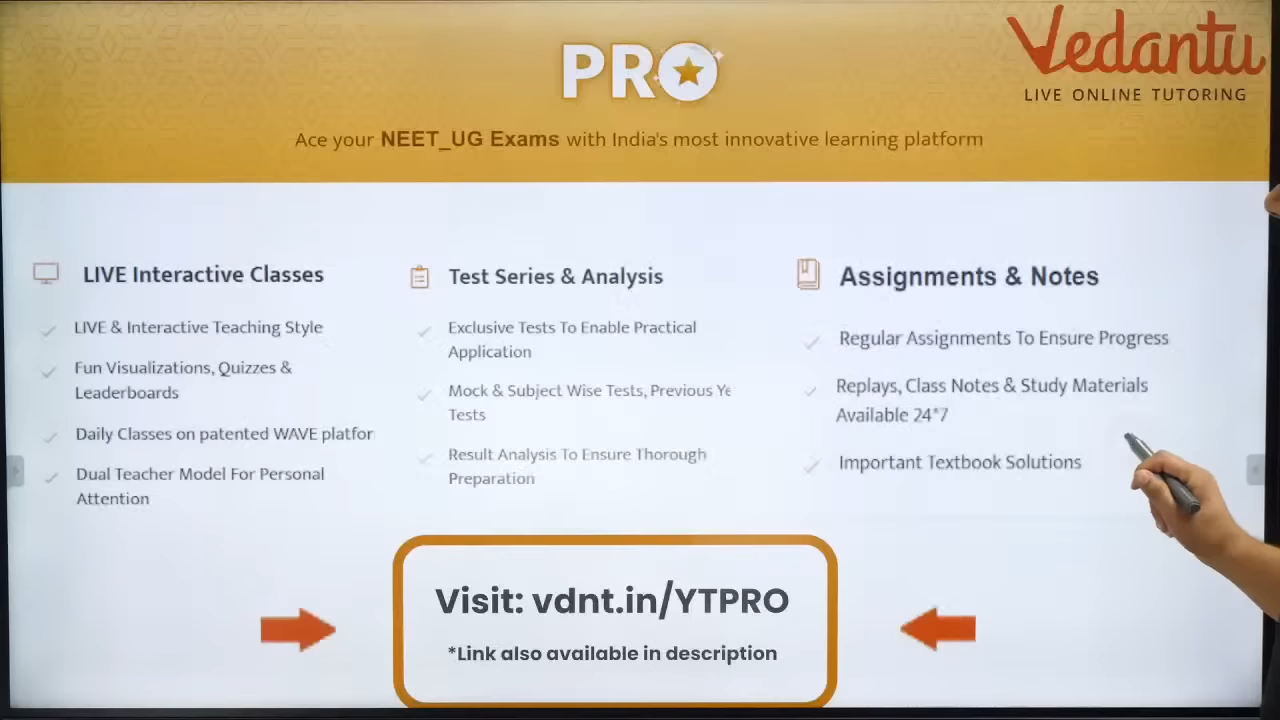 PRO
Vedantu
LIVE ONLINE TUTORING
Ace your NEET_UG Exams with India's most innovative learning platform
LIVE Interactive Classes
LIVE & Interactive Teaching Style
Fun Visualizations, Quizzes &
Leaderboards
Daily Classes on patented WAVE platfor
Dual Teacher Model For Personal
Attention
Test Series & Analysis
Exclusive Tests To Enable Practical
Application
Mock & Subject Wise Tests, Previous Ye
Tests
Result Analysis To Ensure Thorough
Preparation
Assignments & Notes
Regular Assignments To Ensure Progress
Replays, Class Notes & Study Materials
Available 24*7
Important Textbook Solutions
Visit: vdnt.in/YTPRO
*Link also available in description